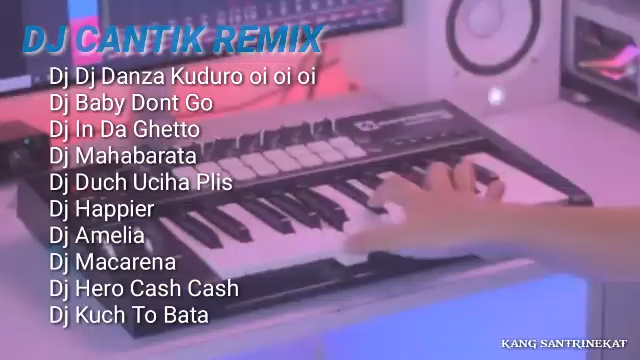 DJ CANTIK REMIX
Dj Dj Danza Kuduro oi oi oi
Dj Baby Dont Go
Dj In Da Ghetto
Dj Mahabarata
Dj Duch Uciha Plis
Dj Happier
Dj Amelia
Dj Macarena
Dj Hero Cash Cash
Dj Kuch To Bata
KANG SANTRINEKAT